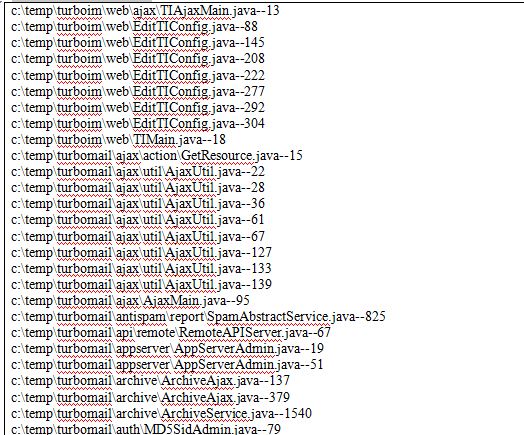 c:\temp\turboim\web\ajax\TIAjaxMain.java--13
c:\temp\turboim\web\EditTIConfig.java--88
c:\temp\turboim\web\EditTIConfig.java--145
c:\temp\turboim\web\EditTIConfig.java--208
c:\temp\turboim\web\EditTIConfig.java--222
c:\temp\turboim\web\EditTIConfig.java--277
c:\temp\turboim\web\EditTIConfig.java--292
c:\temp\turboim\web\EditTIConfig.java--304
c:\temp\turboim\web\TIMain.java--18
c:\temp\turbomail\ajax\action\GetResource.java--15
c:\temp\turbomail\ajax\util\AjaxUtil.java--22
c:\temp\turbomail\ajax\util\AjaxUtil.java--28
c:\temp\turbomail\ajax\util\AjaxUtil.java--36
c:\temp\turbomail\ajax\util\AjaxUtil.java--61
c:\temp\turbomail\ajax\util\AjaxUtil.java--67
c:\temp\turbomail\ajax\util\AjaxUtil.java--127
c:\temp\turbomail\ajax\util\AjaxUtil.java--133
c:\temp\turbomail\ajax\util\AjaxUtil.java--139
c:\temp\turbomail\ajax\AjaxMain.java--95
c:\temp\turbomail\antispam\report\SpamAbstractService.java--825
c:\temp\turbomail\api\remote\RemoteAPIServer.java--67
c:\temp\turbomail\appserver\AppServerAdmin.java--19
c:\temp\turbomail\appserver\AppServerAdmin.java--51
c:\temp\turbomail\archive\ArchiveAjax.java--137
c:\temp\turbomail\archive\ArchiveAjax.java--379
c:\temp\turbomail\archive\ArchiveService.java--1540
c:\temp\turbomail\auth\MD5SidAdmin.java--79